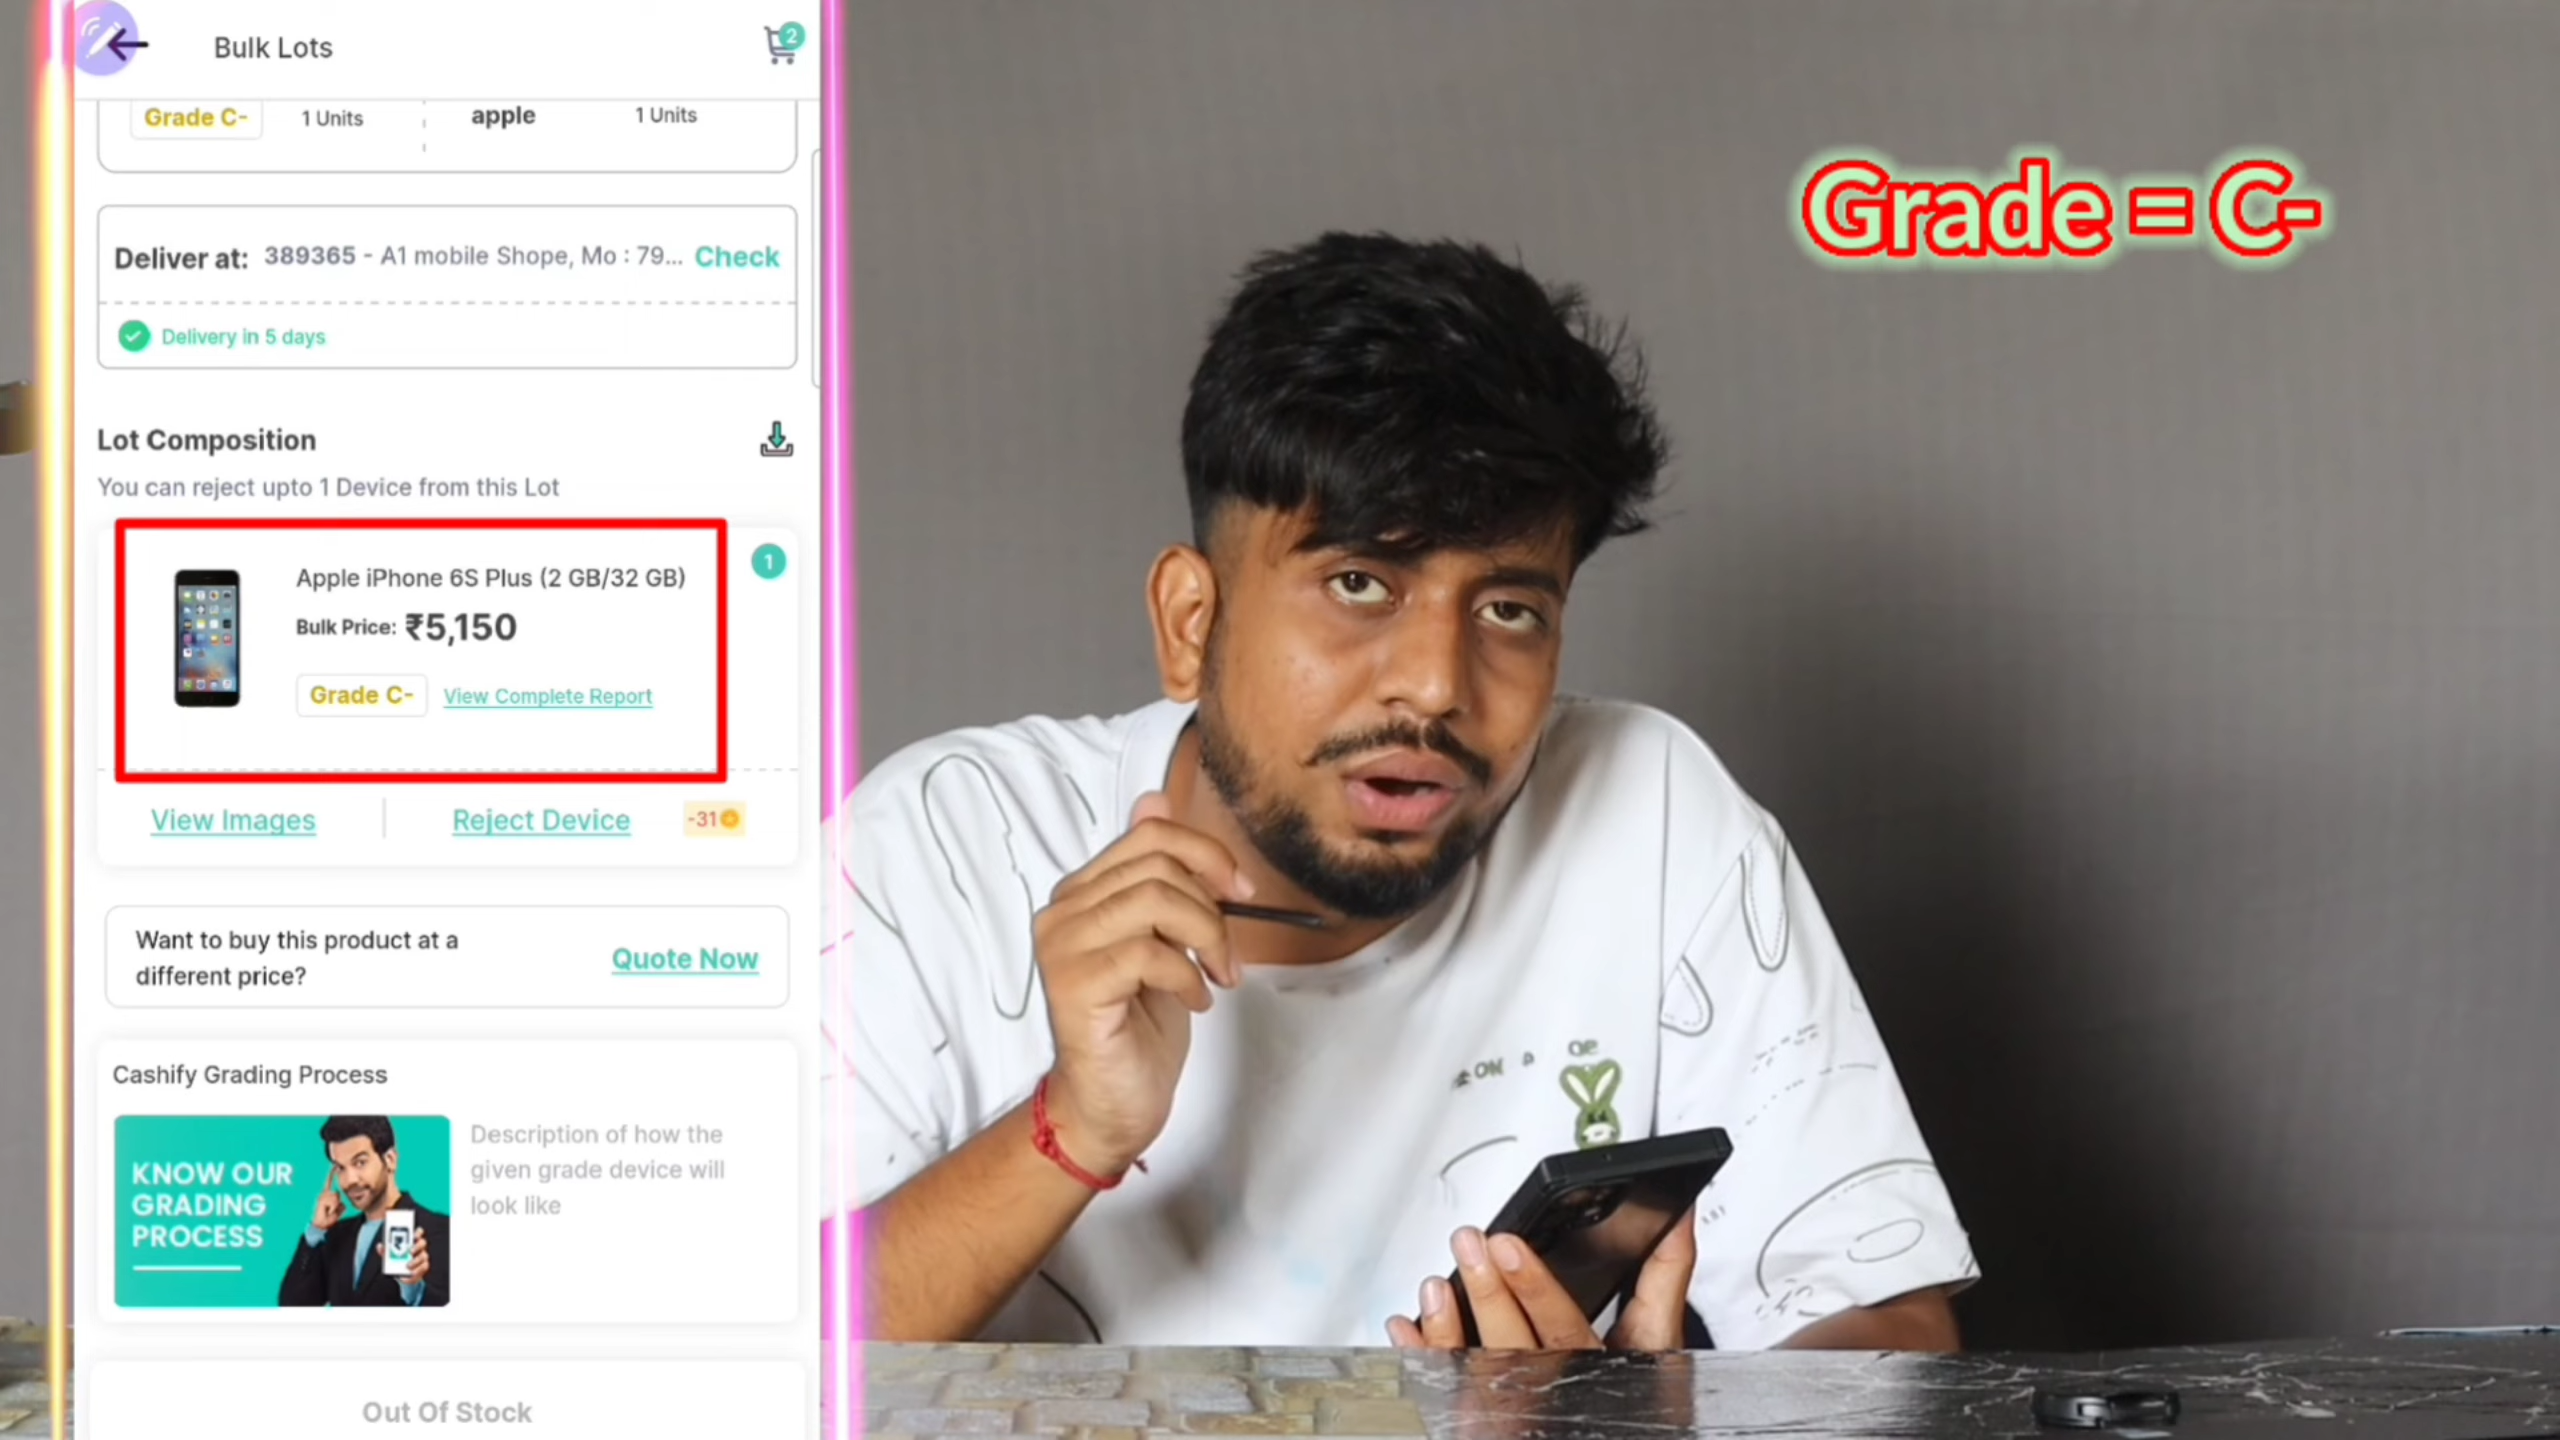 Bulk Lots
2
Grade C-
1 Units
apple
1 Units
Deliver at: 389365 - A1 mobile Shope, Mo : 79... Check
Delivery in 5 days
Lot Composition
You can reject upto 1 Device from this Lot
1
Apple iPhone 6S Plus (2 GB/32 GB)
Bulk Price: ₹5,150
Grade C-
View Complete Report
View Images
Reject Device
-31
Want to buy this product at a
different price?
Quote Now
Cashify Grading Process
KNOW OUR
GRADING
PROCESS
Description of how the
given grade device will
look like
Out Of Stock
Grade = C-